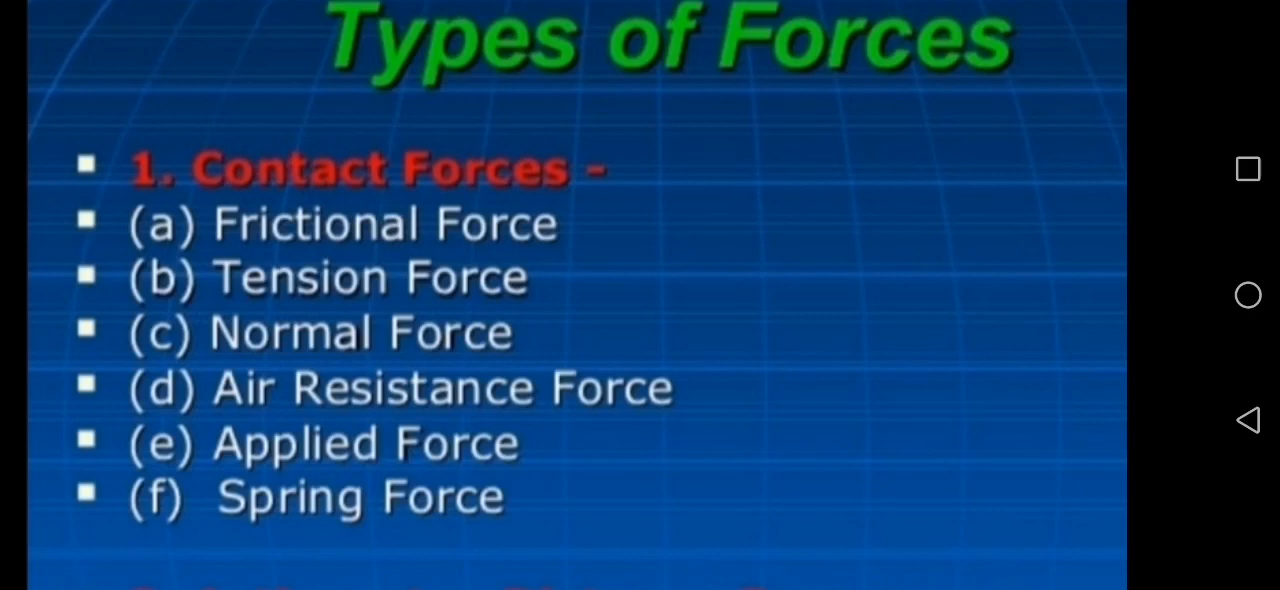 Types of Forces
1. Contact Forces -
(a) Frictional Force
(b) Tension Force
(c) Normal Force
(d) Air Resistance Force
(e) Applied Force
(f) Spring Force